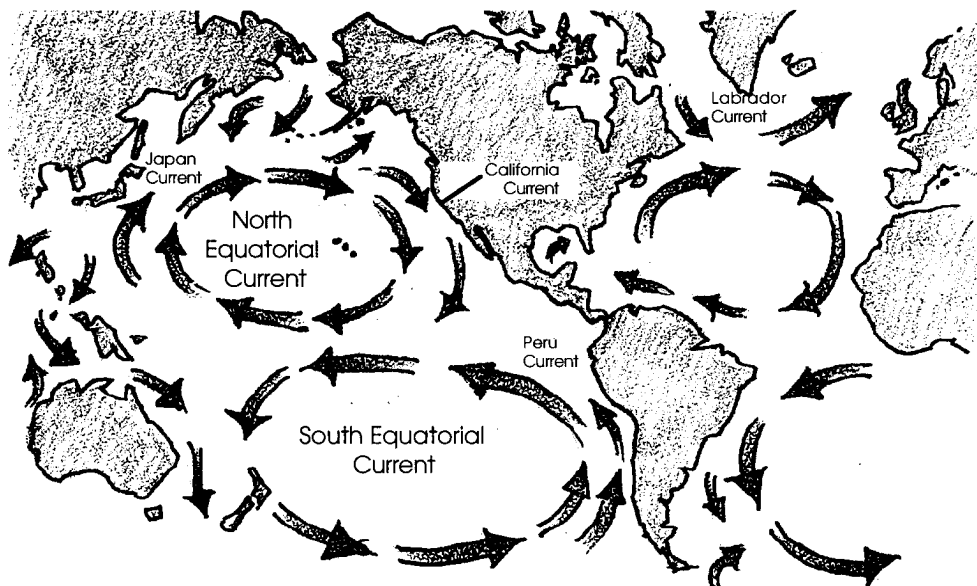 Labrador
Current
Japan
Current
California
Current
North
Equatorial
Current
Peru
Current
South Equatorial
Current